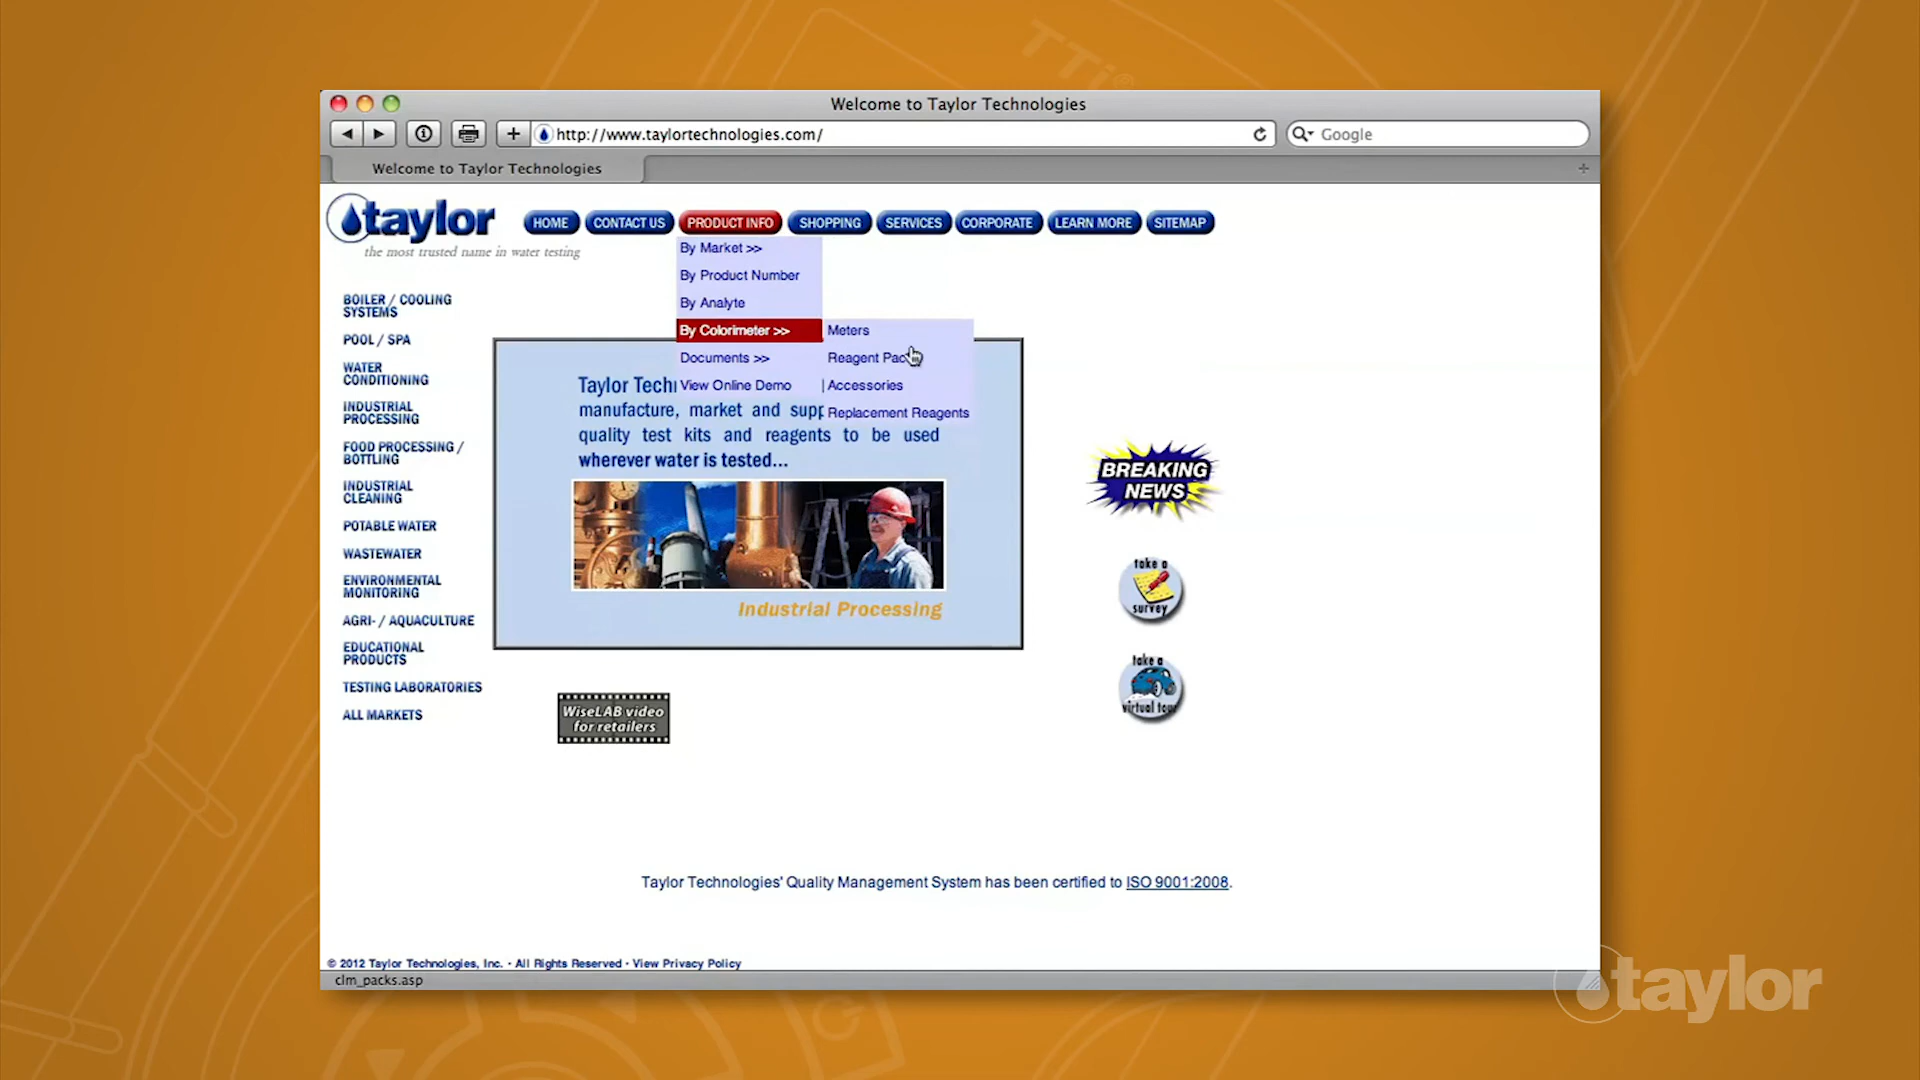 TTi
Welcome to Taylor Technologies
http://www.taylortechnologies.com/
Google
Welcome to Taylor Technologies
taylor
the most trusted name in water testing
HOME
CONTACT US
PRODUCT INFO
SHOPPING
SERVICES
CORPORATE
LEARN MORE
SITEMAP
By Market >>
By Product Number
By Analyte
By Colorimeter >>
Documents >>
View Online Demo
Meters
Reagent Pac
Accessories
Replacement Reagents
BOILER / COOLING
SYSTEMS
POOL / SPA
WATER
CONDITIONING
INDUSTRIAL
PROCESSING
FOOD PROCESSING /
BOTTLING
INDUSTRIAL
CLEANING
POTABLE WATER
WASTEWATER
ENVIRONMENTAL
MONITORING
AGRI- / AQUACULTURE
EDUCATIONAL
PRODUCTS
TESTING LABORATORIES
ALL MARKETS
Taylor Tech
manufacture, market and supp
quality test kits and reagents to be used
wherever water is tested...
Industrial Processing
WiseLAB video
for retailers
BREAKING
NEWS
take a
survey
take a
virtual tour
Taylor Technologies' Quality Management System has been certified to ISO 9001:2008.
© 2012 Taylor Technologies, Inc. • All Rights Reserved • View Privacy Policy
clm_packs.asp
taylor